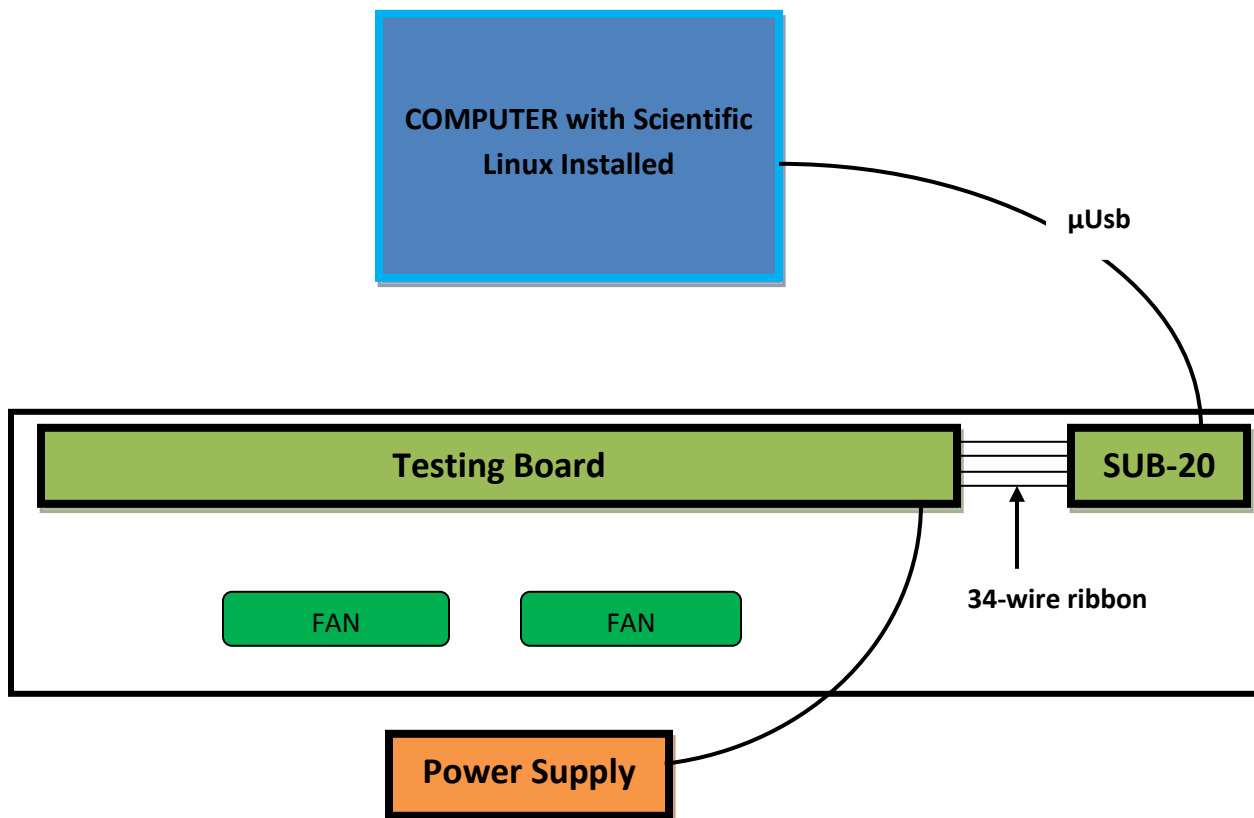 COMPUTER with Scientific
Linux Installed
µUsb
Testing Board
SUB-20
34-wire ribbon
FAN
FAN
Power Supply